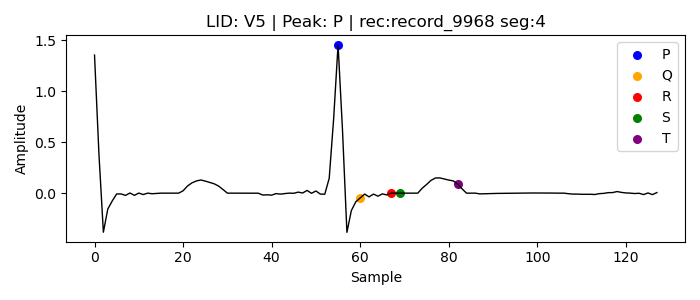 LID: V5 | Peak: P | rec:record_9968 seg:4
1.5
1.0
0.5
0.0
Amplitude
P
Q
R
S
T
0 20 40 60 80 100 120
Sample